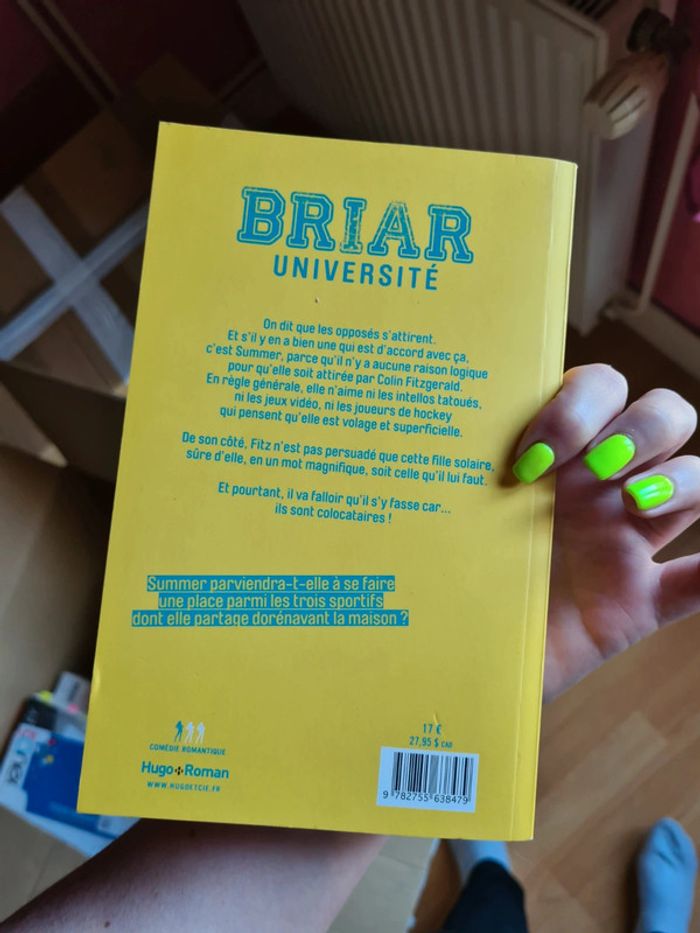 BRIAR
UNIVERSITÉ
On dit que les opposés s'attirent.
Et s'il y en a bien une qui est d'accord avec ça,
c'est Summer, parce qu'il n'y a aucune raison logique
pour qu'elle soit attirée par Colin Fitzgerald.
En règle générale, elle n'aime ni les intellos tatoués,
ni les jeux vidéo, ni les joueurs de hockey
qui pensent qu'elle est volage et superficielle.
De son côté, Fitz n'est pas persuadé que cette fille solaire,
sûre d'elle, en un mot magnifique, soit celle qu'il lui faut.
Et pourtant, il va falloir qu'il s'y fasse car...
ils sont colocataires !
Summer parviendra-t-elle à se faire
une place parmi les trois sportifs
dont elle partage dorénavant la maison ?
COMÉDIE ROMANTIQUE
Hugo Roman
WWW.HUGOETCIE.FR
17 €
27,95 $ CAN
9 782755 638479